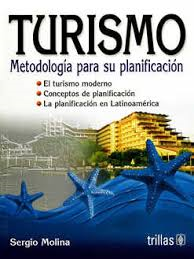 TURISMO
Metodología para su planificación
• El turismo moderno
• Conceptos de planificación
• La planificación en Latinoamérica
Sergio Molina
trillas